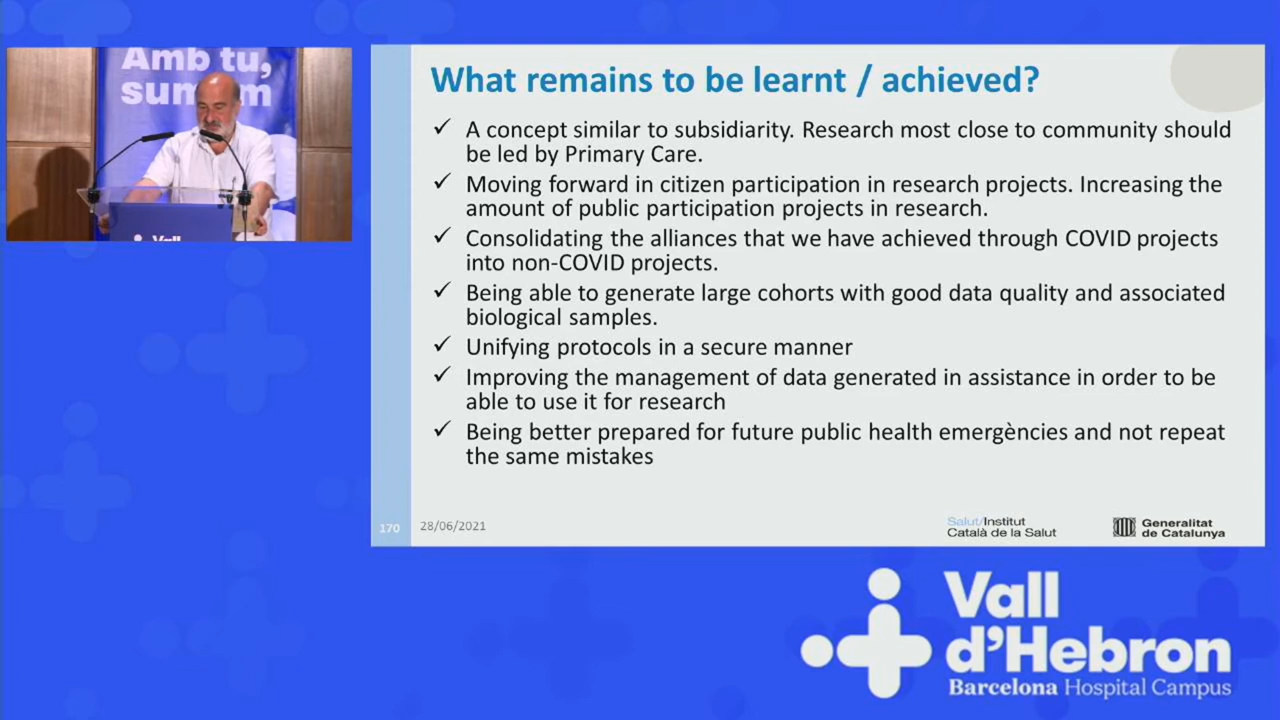 Amb tu,
sum m
Vall
What remains to be learnt / achieved?
✓ A concept similar to subsidiarity. Research most close to community should
be led by Primary Care.
✓ Moving forward in citizen participation in research projects. Increasing the
amount of public participation projects in research.
✓ Consolidating the alliances that we have achieved through COVID projects
into non-COVID projects.
✓ Being able to generate large cohorts with good data quality and associated
biological samples.
✓ Unifying protocols in a secure manner
✓ Improving the management of data generated in assistance in order to be
able to use it for research
✓ Being better prepared for future public health emergències and not repeat
the same mistakes
170
28/06/2021
Salut/Institut
Català de la Salut
Generalitat
de Catalunya
Vall
d'Hebron
Barcelona Hospital Campus